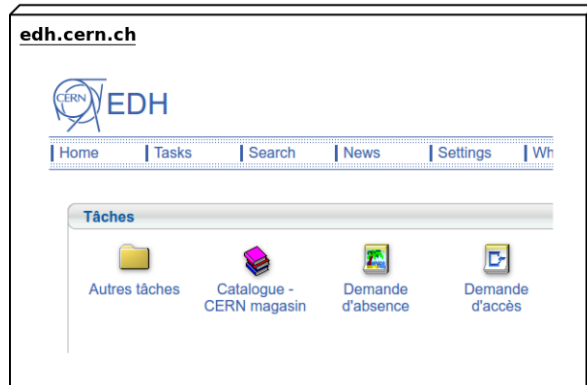 edh.cern.ch
CERN EDH
Home Tasks Search News Settings Wh
Tâches
Autres tâches
Catalogue -
CERN magasin
Demande
d'absence
Demande
d'accès